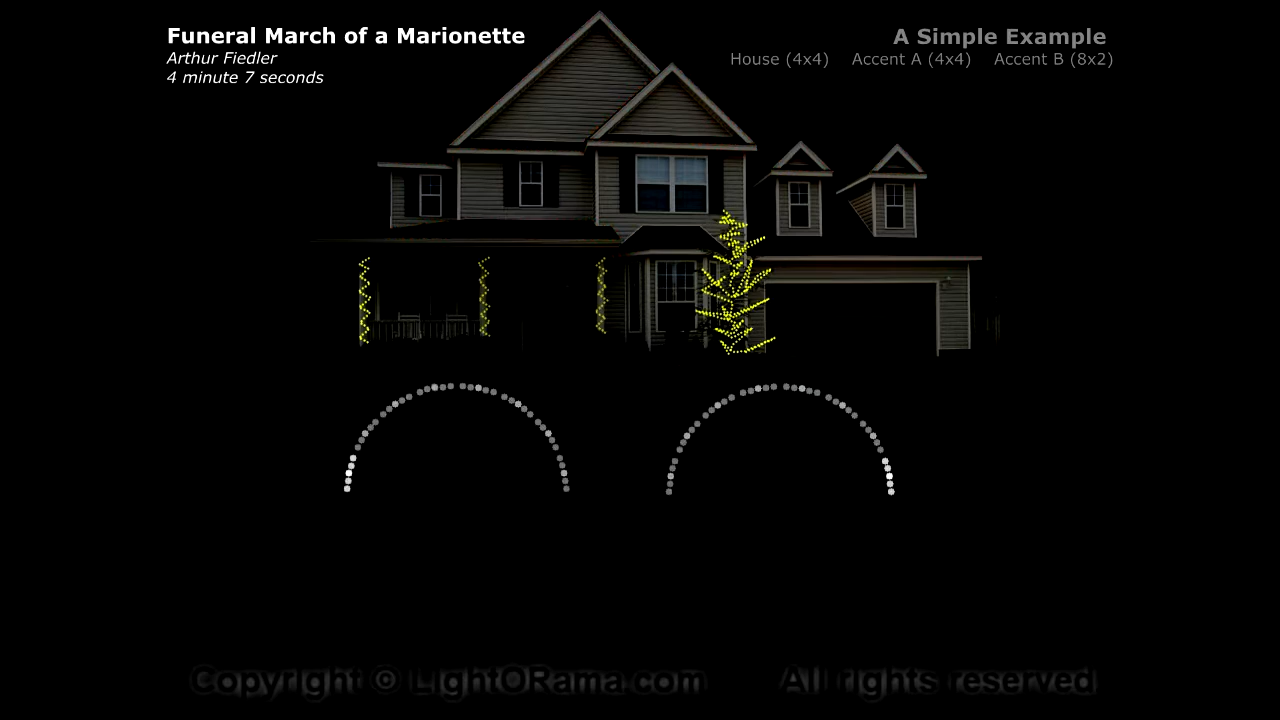 Funeral March of a Marionette
Arthur Fiedler
4 minute 7 seconds
A Simple Example
House (4x4) Accent A (4x4) Accent B (8x2)
Copyright © LightORama.com All rights reserved